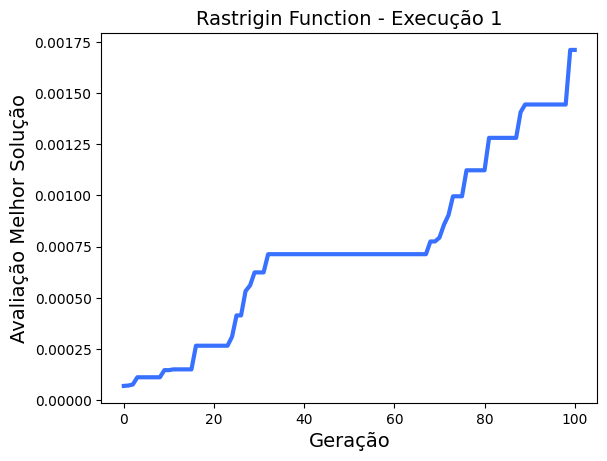 Rastrigin Function - Execução 1
Avaliação Melhor Solução
0.00175
0.00150
0.00125
0.00100
0.00075
0.00050
0.00025
0.00000
0 20 40 60 80 100
Geração